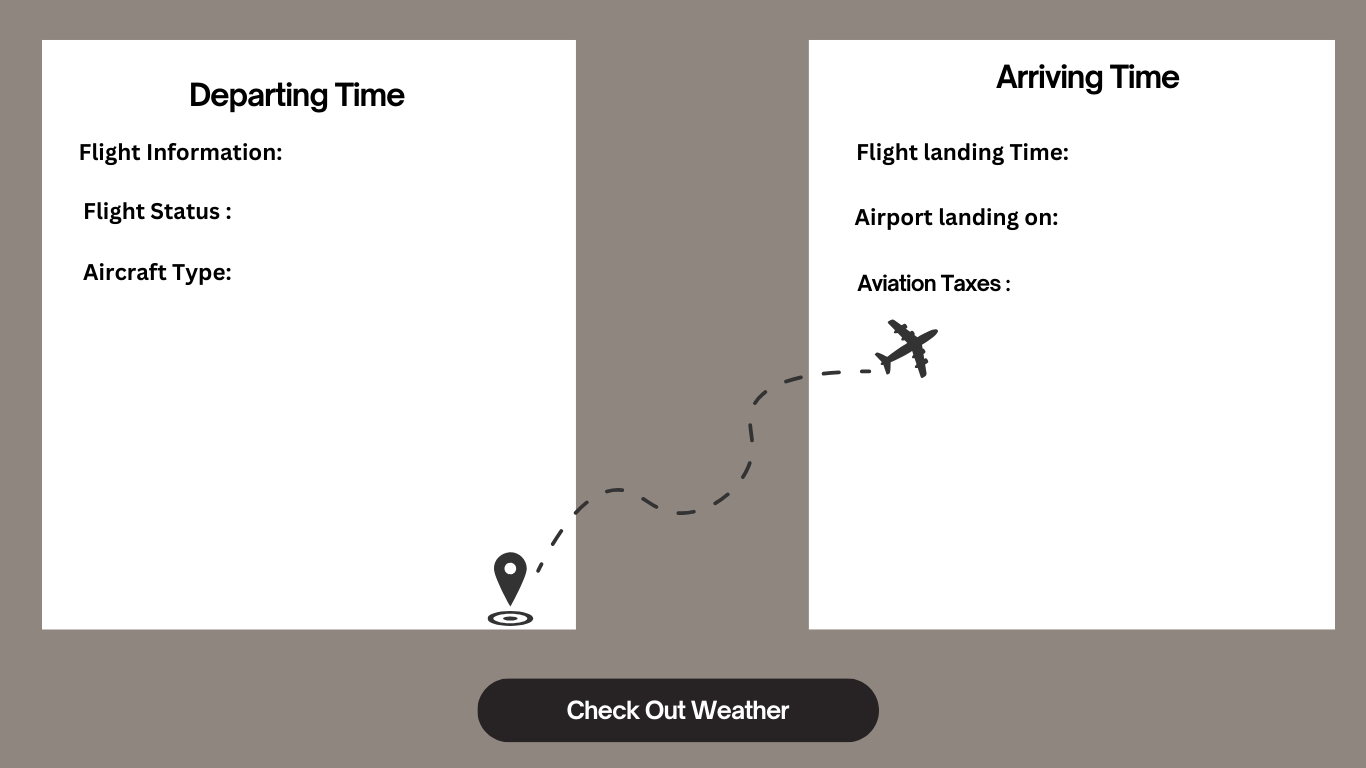 Departing Time
Flight Information:
Flight Status :
Aircraft Type:
Arriving Time
Flight landing Time:
Airport landing on:
Aviation Taxes :
Check Out Weather